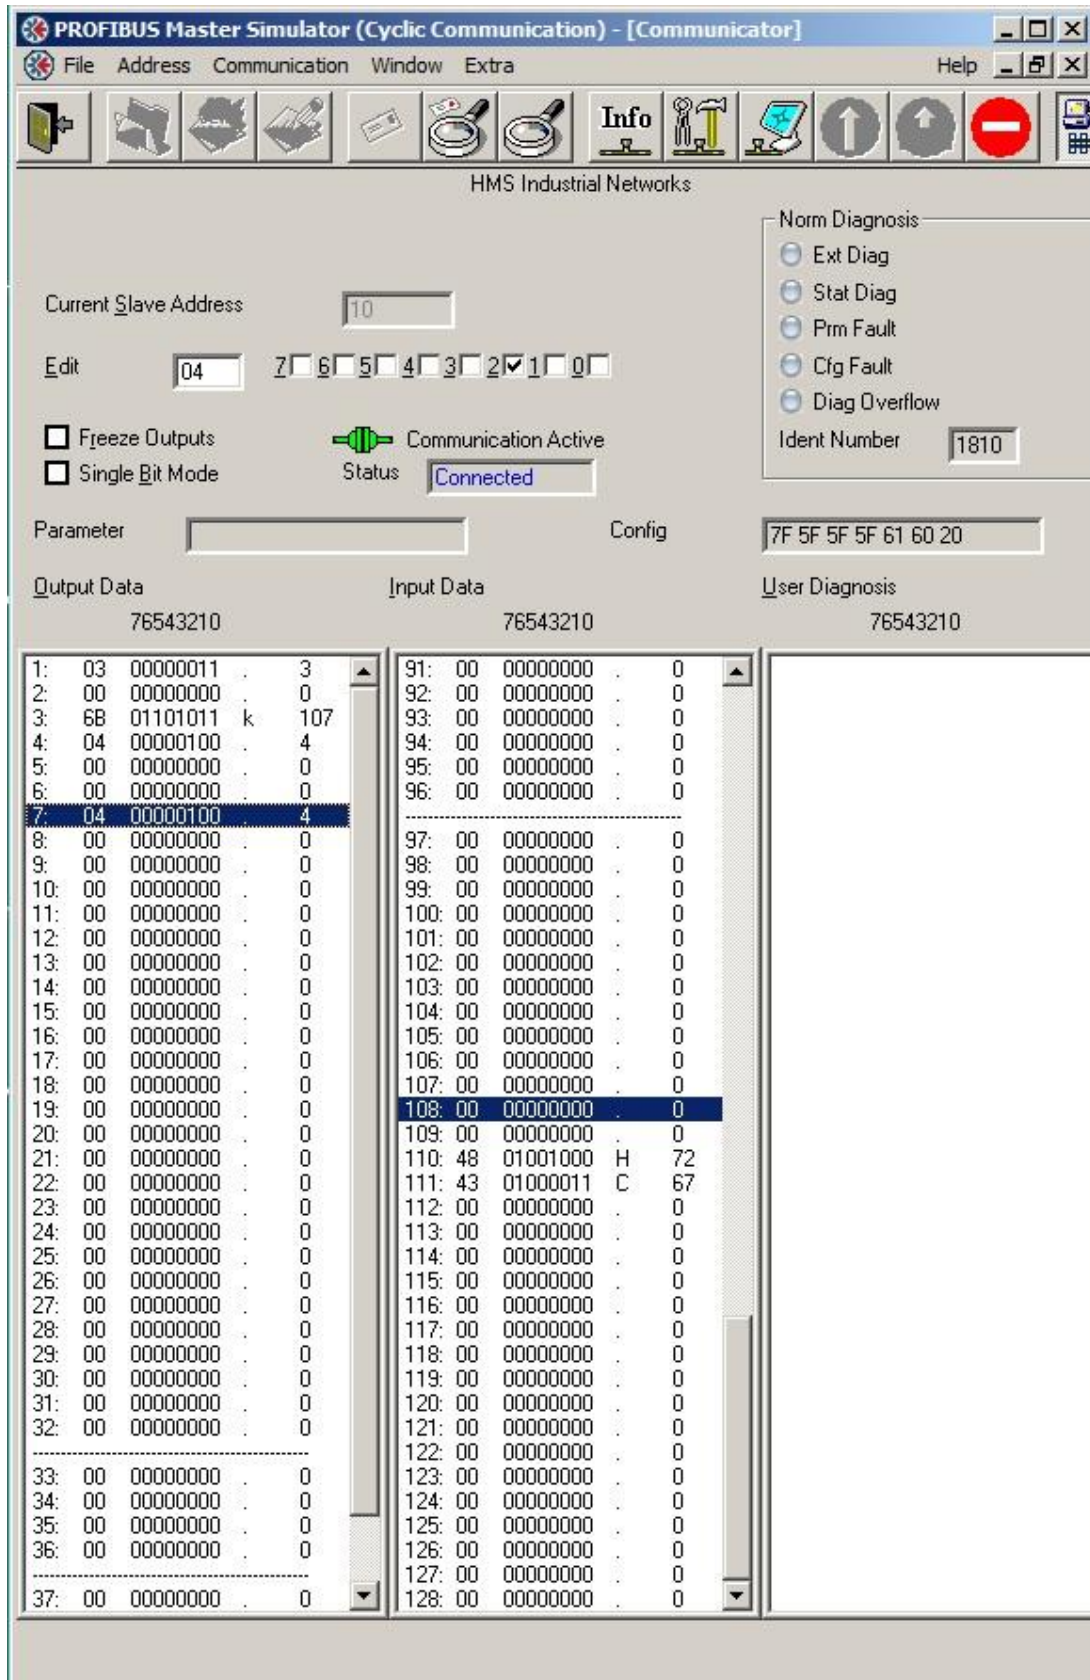 PROFIBUS Master Simulator (Cyclic Communication) - [Communicator]
File Address Communication Window Extra Help
Info
HMS Industrial Networks
Norm Diagnosis
Ext Diag
Stat Diag
Prm Fault
Cfg Fault
Diag Overflow
Ident Number 1810
Current Slave Address 10
Edit 04 7 6 5 4 3 2 1 0
Freeze Outputs
Communication Active
Single Bit Mode
Status Connected
Parameter
Config 7F 5F 5F 5F 61 60 20
Output Data
76543210
1: 03 00000011 . 3
2: 00 00000000 . 0
3: 6B 01101011 k 107
4: 04 00000100 . 4
5: 00 00000000 . 0
6: 00 00000000 . 0
7: 04 00000100 . 4
8: 00 00000000 . 0
9: 00 00000000 . 0
10: 00 00000000 . 0
11: 00 00000000 . 0
12: 00 00000000 . 0
13: 00 00000000 . 0
14: 00 00000000 . 0
15: 00 00000000 . 0
16: 00 00000000 . 0
17: 00 00000000 . 0
18: 00 00000000 . 0
19: 00 00000000 . 0
20: 00 00000000 . 0
21: 00 00000000 . 0
22: 00 00000000 . 0
23: 00 00000000 . 0
24: 00 00000000 . 0
25: 00 00000000 . 0
26: 00 00000000 . 0
27: 00 00000000 . 0
28: 00 00000000 . 0
29: 00 00000000 . 0
30: 00 00000000 . 0
31: 00 00000000 . 0
32: 00 00000000 . 0
33: 00 00000000 . 0
34: 00 00000000 . 0
35: 00 00000000 . 0
36: 00 00000000 . 0
37: 00 00000000 . 0
Input Data
76543210
91: 00 00000000 . 0
92: 00 00000000 . 0
93: 00 00000000 . 0
94: 00 00000000 . 0
95: 00 00000000 . 0
96: 00 00000000 . 0
97: 00 00000000 . 0
98: 00 00000000 . 0
99: 00 00000000 . 0
100: 00 00000000 . 0
101: 00 00000000 . 0
102: 00 00000000 . 0
103: 00 00000000 . 0
104: 00 00000000 . 0
105: 00 00000000 . 0
106: 00 00000000 . 0
107: 00 00000000 . 0
108: 00 00000000 . 0
109: 00 00000000 . 0
110: 48 01001000 H 72
111: 43 01000011 C 67
112: 00 00000000 . 0
113: 00 00000000 . 0
114: 00 00000000 . 0
115: 00 00000000 . 0
116: 00 00000000 . 0
117: 00 00000000 . 0
118: 00 00000000 . 0
119: 00 00000000 . 0
120: 00 00000000 . 0
121: 00 00000000 . 0
122: 00 00000000 . 0
123: 00 00000000 . 0
124: 00 00000000 . 0
125: 00 00000000 . 0
126: 00 00000000 . 0
127: 00 00000000 . 0
128: 00 00000000 . 0
User Diagnosis
76543210